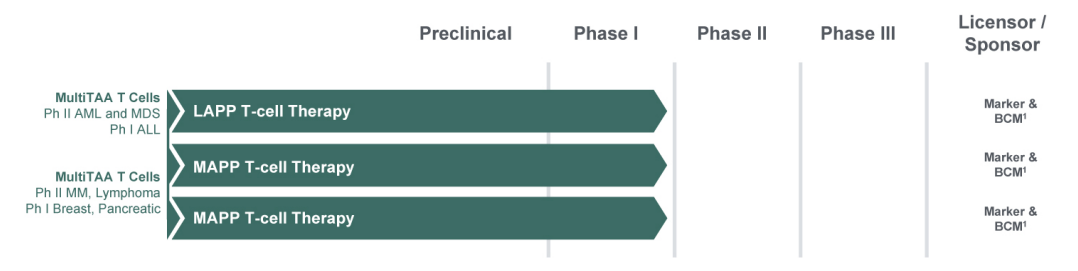 Preclinical
Phase I
Phase II
Phase III
Licensor /
Sponsor
MultiTAA T Cells
Ph II AML and MDS
Ph I ALL
LAPP T-cell Therapy
Marker &
BCM¹
MultiTAA T Cells
Ph II MM, Lymphoma
Ph I Breast, Pancreatic
MAPP T-cell Therapy
Marker &
BCM¹
MAPP T-cell Therapy
Marker &
BCM¹